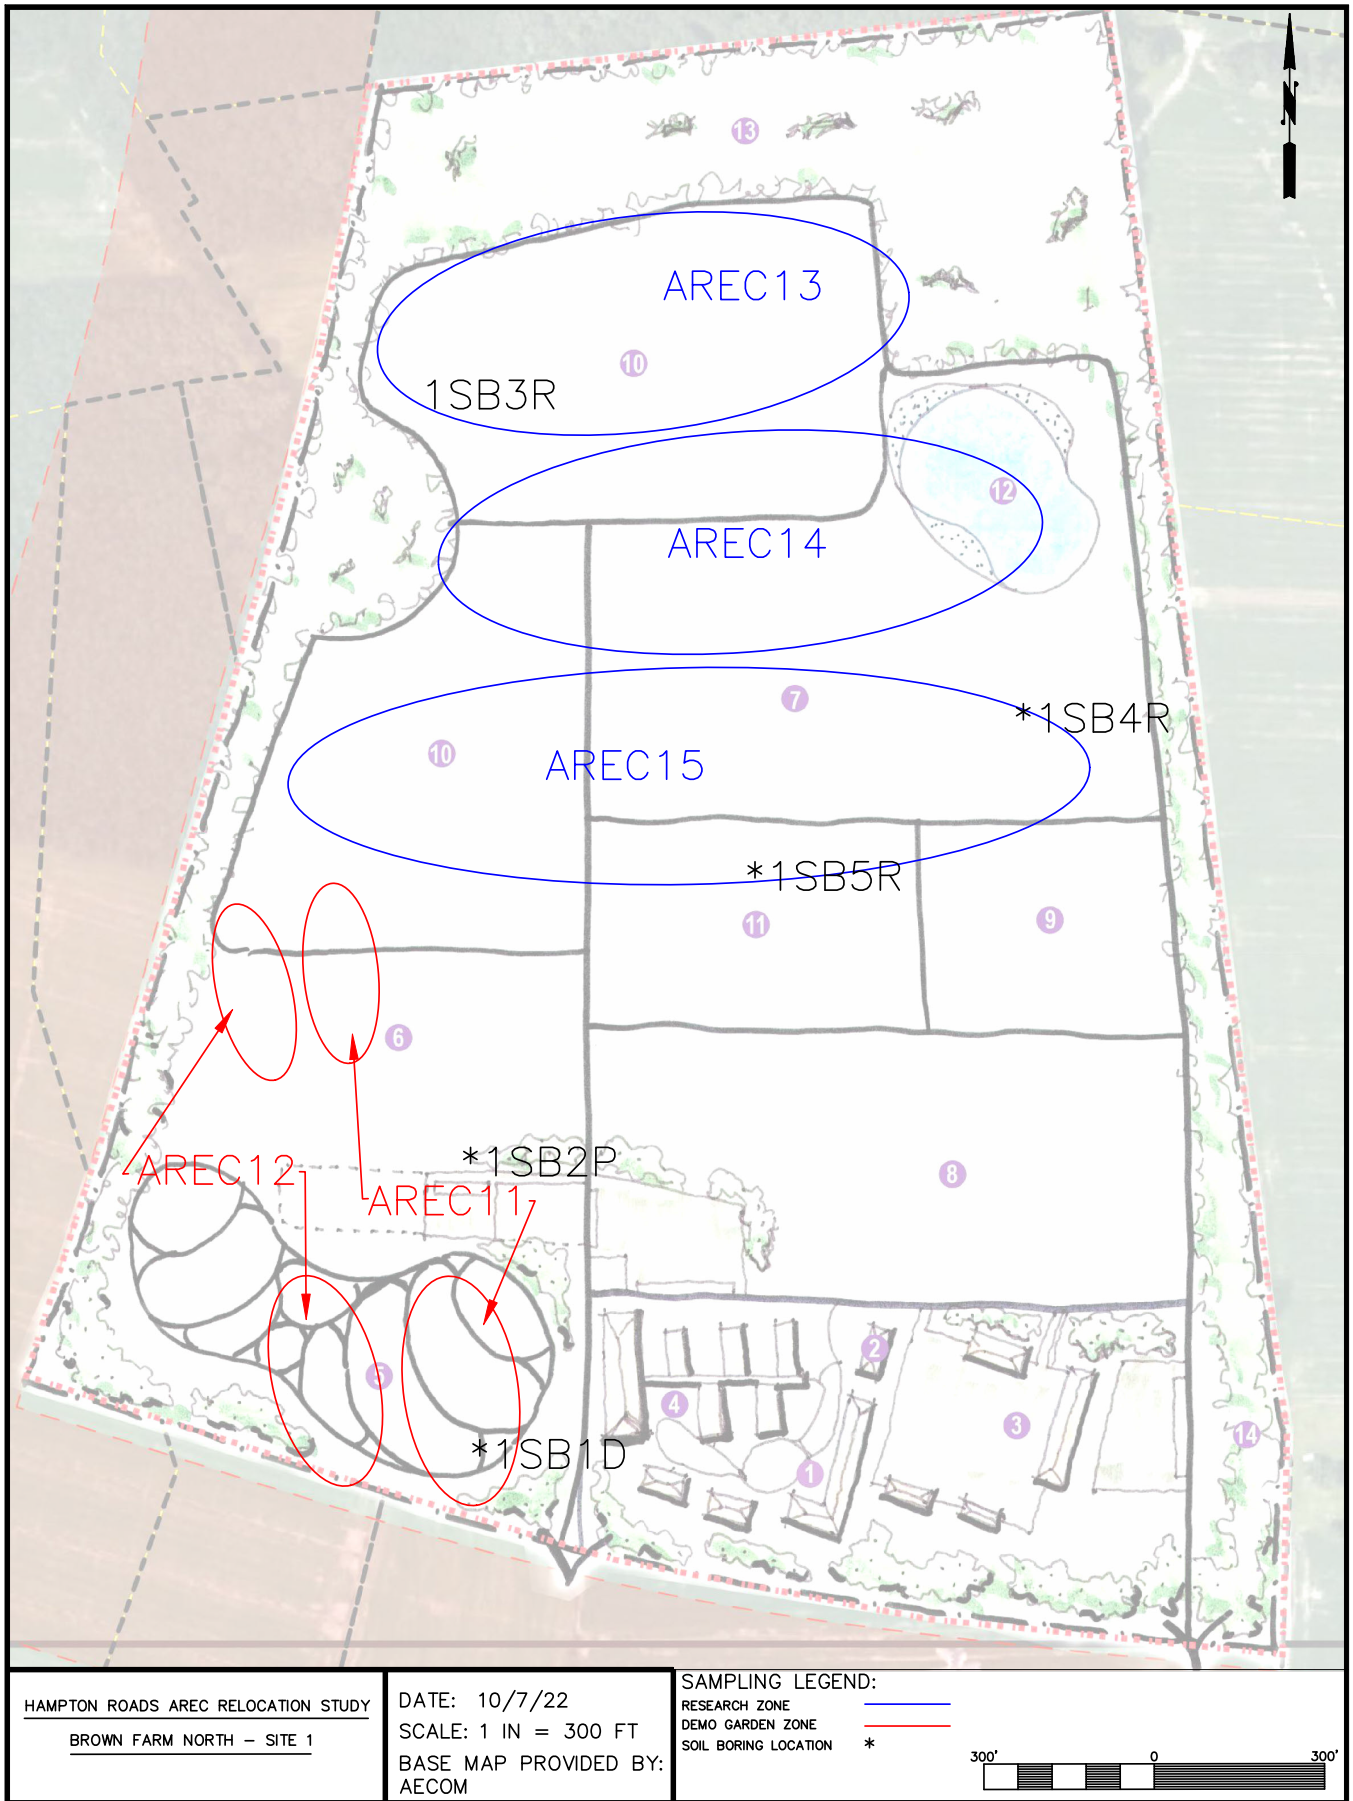 N
13
AREC13
10
1SB3R
12
AREC14
7
*1SB4R
10
AREC15
*1SB5R
11
9
6
*1SB2P
AREC12
8
AREC11
2
5
4
3
14
*1SB1D
1
HAMPTON ROADS AREC RELOCATION STUDY
BROWN FARM NORTH - SITE 1
DATE: 10/7/22
SCALE: 1 IN = 300 FT
BASE MAP PROVIDED BY:
AECOM
SAMPLING LEGEND:
RESEARCH ZONE
DEMO GARDEN ZONE
SOIL BORING LOCATION *
300' 0 300'